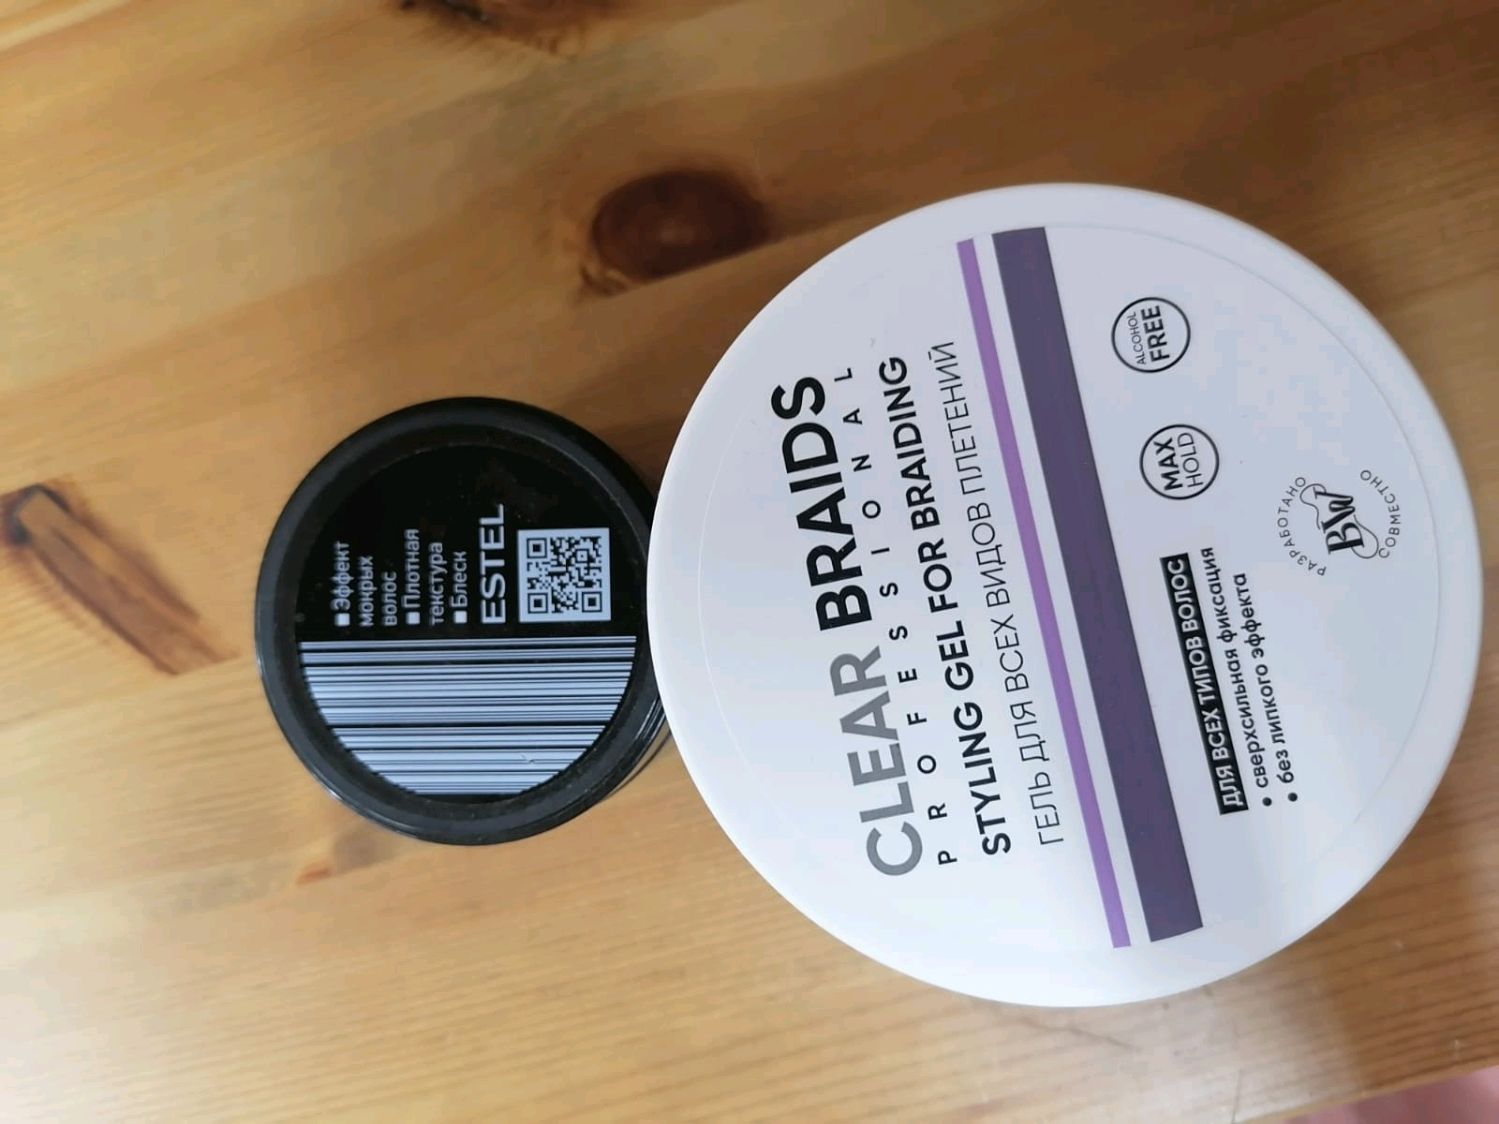 Эффект
мокрых
волос
Плотная
текстура
Блеск
ESTEL
CLEAR BRAIDS
PROFESSIONAL
STYLING GEL FOR BRAIDING
ГЕЛЬ ДЛЯ ВСЕХ ВИДОВ ПЛЕТЕНИЙ
ДЛЯ ВСЕХ ТИПОВ ВОЛОС
• сверхсильная фиксация
• без липкого эффекта
MAX
HOLD
ALCOHOL
FREE
РАЗРАБОТАНО
BW
СОВМЕСТНО